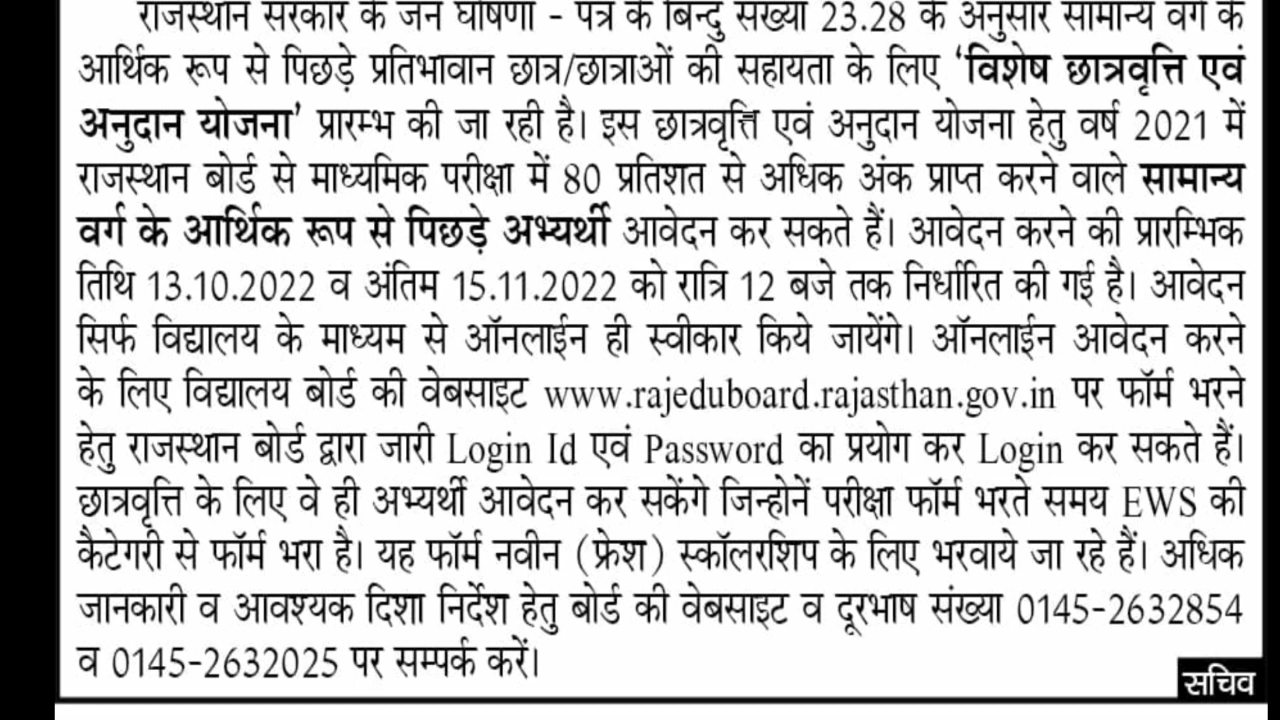 राजस्थान सरकार के जन घोषणा - पत्र के बिन्दु संख्या 23.28 के अनुसार सामान्य वर्ग के
आर्थिक रूप से पिछड़े प्रतिभावान छात्र/छात्राओं की सहायता के लिए ‘विशेष छात्रवृत्ति एवं
अनुदान योजना’ प्रारम्भ की जा रही है। इस छात्रवृत्ति एवं अनुदान योजना हेतु वर्ष 2021 में
राजस्थान बोर्ड से माध्यमिक परीक्षा में 80 प्रतिशत से अधिक अंक प्राप्त करने वाले सामान्य
वर्ग के आर्थिक रूप से पिछड़े अभ्यर्थी आवेदन कर सकते हैं। आवेदन करने की प्रारम्भिक
तिथि 13.10.2022 व अंतिम 15.11.2022 को रात्रि 12 बजे तक निर्धारित की गई है। आवेदन
सिर्फ विद्यालय के माध्यम से ऑनलाईन ही स्वीकार किये जायेंगे। ऑनलाईन आवेदन करने
के लिए विद्यालय बोर्ड की वेबसाइट www.rajeduboard.rajasthan.gov.in पर फॉर्म भरने
हेतु राजस्थान बोर्ड द्वारा जारी Login Id एवं Password का प्रयोग कर Login कर सकते हैं।
छात्रवृत्ति के लिए वे ही अभ्यर्थी आवेदन कर सकेंगे जिन्होनें परीक्षा फॉर्म भरते समय EWS की
कैटेगरी से फॉर्म भरा है। यह फॉर्म नवीन (फ्रेश) स्कॉलरशिप के लिए भरवाये जा रहे हैं। अधिक
जानकारी व आवश्यक दिशा निर्देश हेतु बोर्ड की वेबसाइट व दूरभाष संख्या 0145-2632854
व 0145-2632025 पर सम्पर्क करें।
सचिव